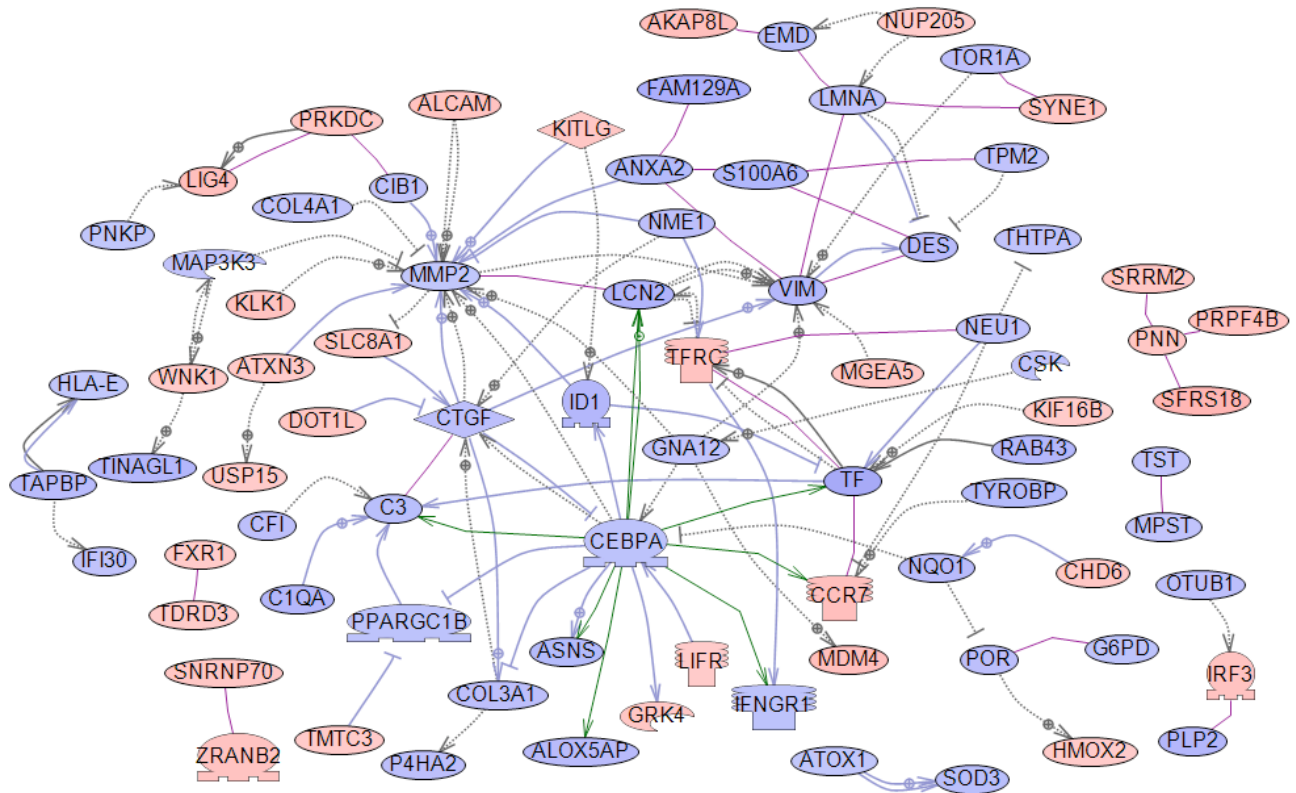 AKAP8L
EMD
NUP205
TOR1A
FAM129A
LMNA
SYNE1
ALCAM
KITLG
PRKDC
LIG4
CIB1
ANXA2
S100A6
TPM2
COL4A1
PNKP
NME1
DES
THTPA
MAP3K3
MMP2
LCN2
VIM
SRRM2
KLK1
NEU1
PRPF4B
SLC8A1
TFRC
PNN
HLA-E
WNK1
ATXN3
MGEA5
CSK
SFRS18
DOT1L
CTGF
ID1
KIF16B
TINAGL1
USP15
GNA12
RAB43
TAPBP
TF
TST
TYROBP
C3
CFI
MPST
IFI30
CEBPA
FXR1
NQO1
CHD6
C1QA
CCR7
OTUB1
TDRD3
PPARGC1B
ASNS
LIFR
MDM4
POR
G6PD
SNRNP70
COL3A1
IFNGR1
IRF3
GRK4
TMTC3
ZRANB2
P4HA2
ALOX5AP
ATOX1
HMOX2
PLP2
SOD3